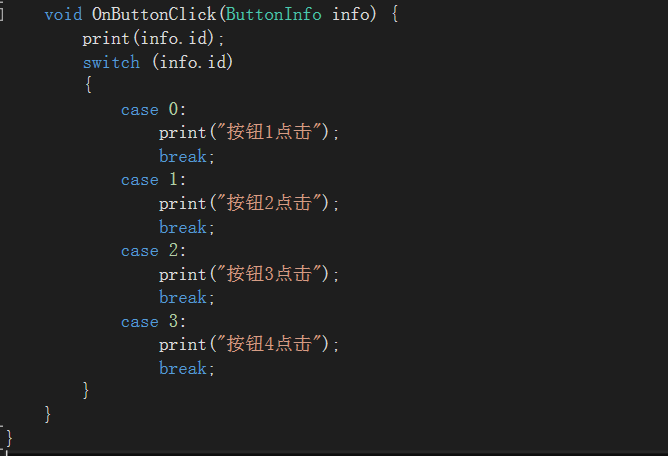 void OnButtonClick(ButtonInfo info) {
print(info.id);
switch (info.id)
{
case 0:
print("按钮1点击");
break;
case 1:
print("按钮2点击");
break;
case 2:
print("按钮3点击");
break;
case 3:
print("按钮4点击");
break;
}
}
}